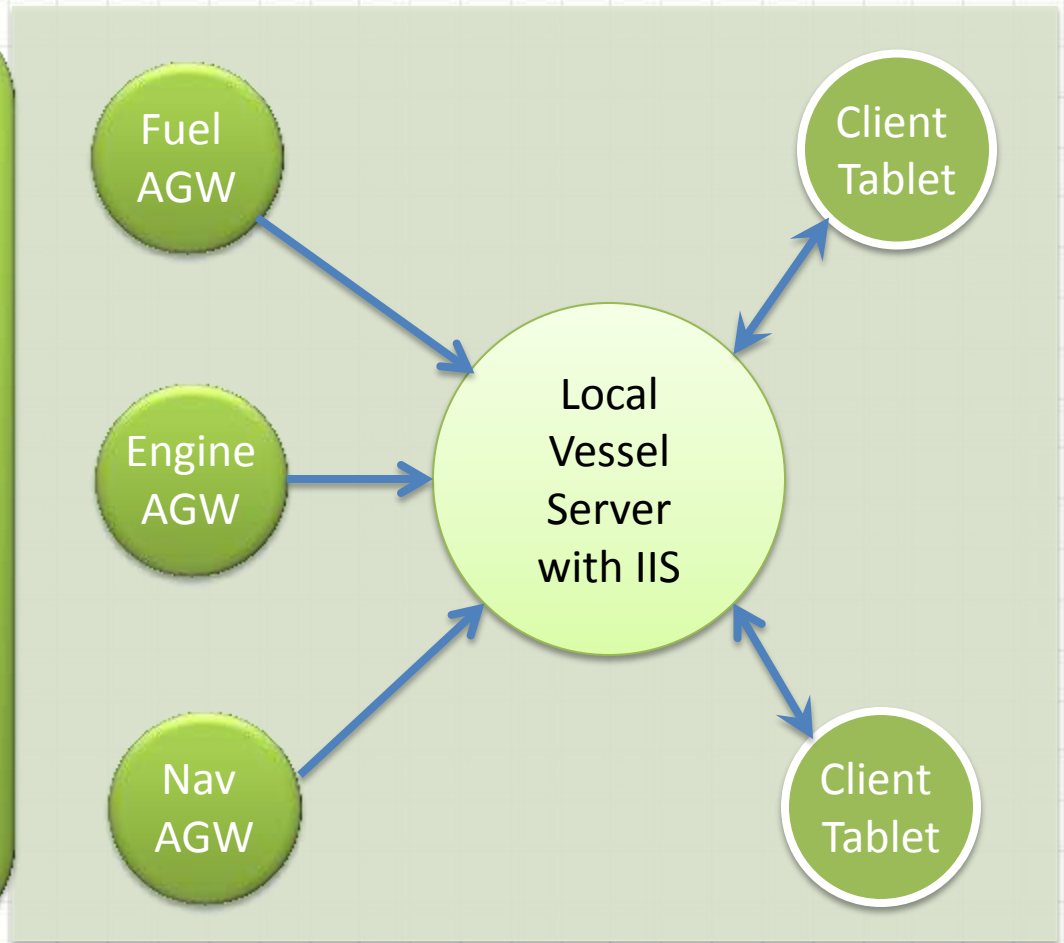 Fuel
AGW
Client
Tablet
Engine
AGW
Local
Vessel
Server
with IIS
Nav
AGW
Client
Tablet